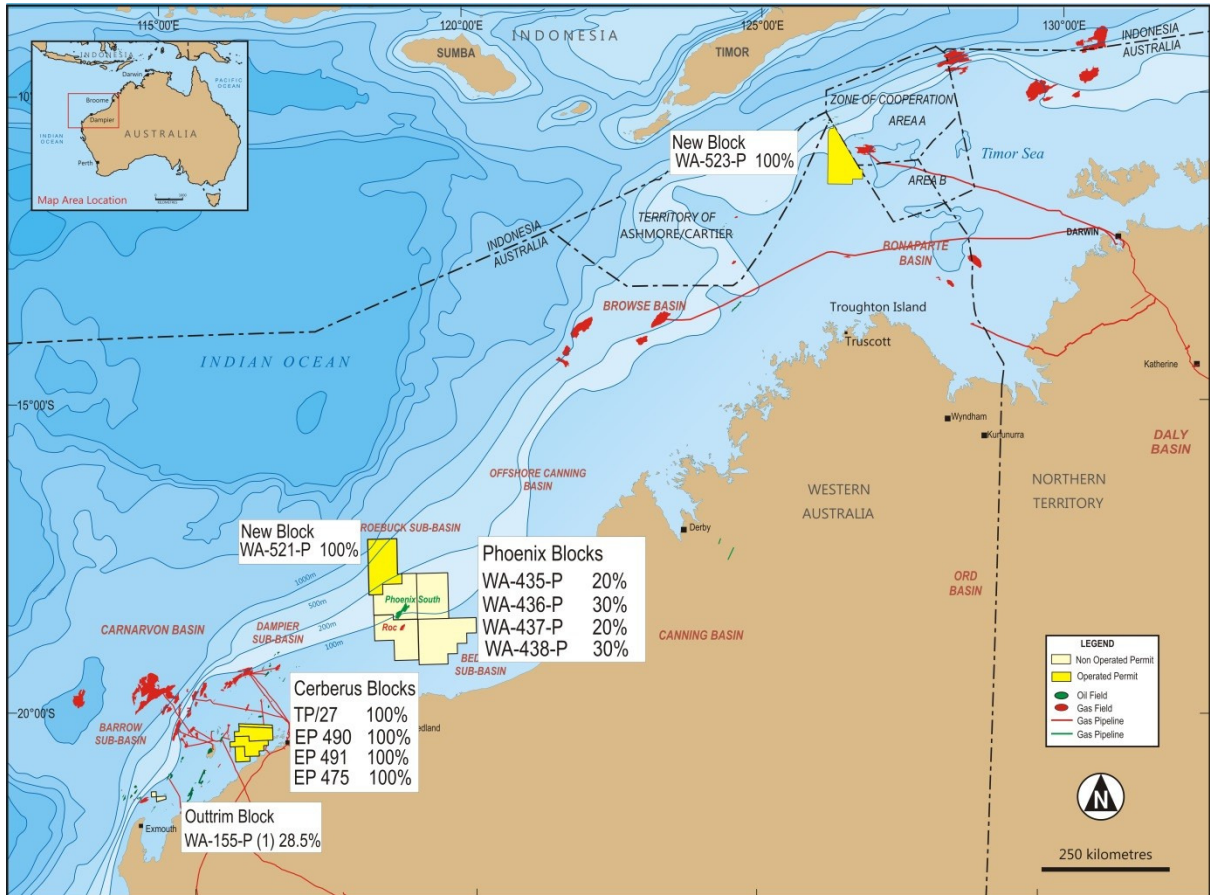 115°00'E
120°00'E
125°00'E
130°00'E
10°
15°00'S
20°00'S
INDONESIA
Darwin
PACIFIC
OCEAN
Broome
Dampier
AUSTRALIA
INDIAN
OCEAN
Perth
Map Area Location
INDONESIA
SUMBA
TIMOR
INDONESIA
AUSTRALIA
ZONE OF COOPERATION
AREA A
AREA B
Timor Sea
New Block
WA-523-P 100%
TERRITORY OF
ASHMORE/CARTIER
INDONESIA
AUSTRALIA
DARWIN
BONAPARTE
BASIN
BROWSE BASIN
Troughton Island
Truscott
INDIAN OCEAN
Katherine
Wyndham
Kununurra
DALY
BASIN
OFFSHORE CANNING
BASIN
WESTERN
AUSTRALIA
NORTHERN
TERRITORY
Derby
New Block
WA-521-P 100%
ROEBUCK SUB-BASIN
1000m
500m
200m
100m
Phoenix South
Roc
Phoenix Blocks
WA-435-P 20%
WA-436-P 30%
WA-437-P 20%
WA-438-P 30%
ORD
BASIN
CANNING BASIN
CARNARVON BASIN
DAMPIER
SUB-BASIN
BED
SUB-BASIN
BARROW
SUB-BASIN
Cerberus Blocks
TP/27 100%
EP 490 100%
EP 491 100%
EP 475 100%
edland
Outtrim Block
WA-155-P (1) 28.5%
Exmouth
LEGEND
Non Operated Permit
Operated Permit
Oil Field
Gas Field
Gas Pipeline
Gas Pipeline
N
250 kilometres